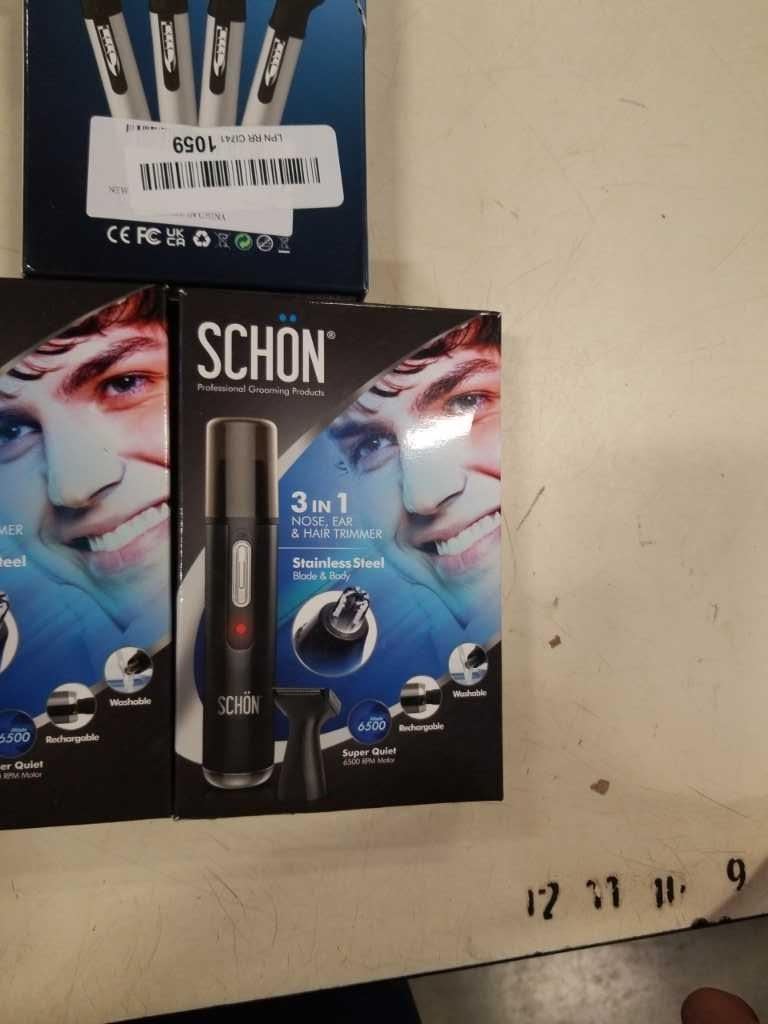 LPN RR CI741
1059
CE FC UK CA
SCHÖN®
Professional Grooming Products
3 IN 1
NOSE, EAR
& HAIR TRIMMER
Stainless Steel
Blade & Body
SCHÖN
Washable
Rechargable
6500
Super Quiet
6500 RPM Motor
MER
teel
Washable
Rechargable
6500
er Quiet
RPM Motor
12 11 10 9